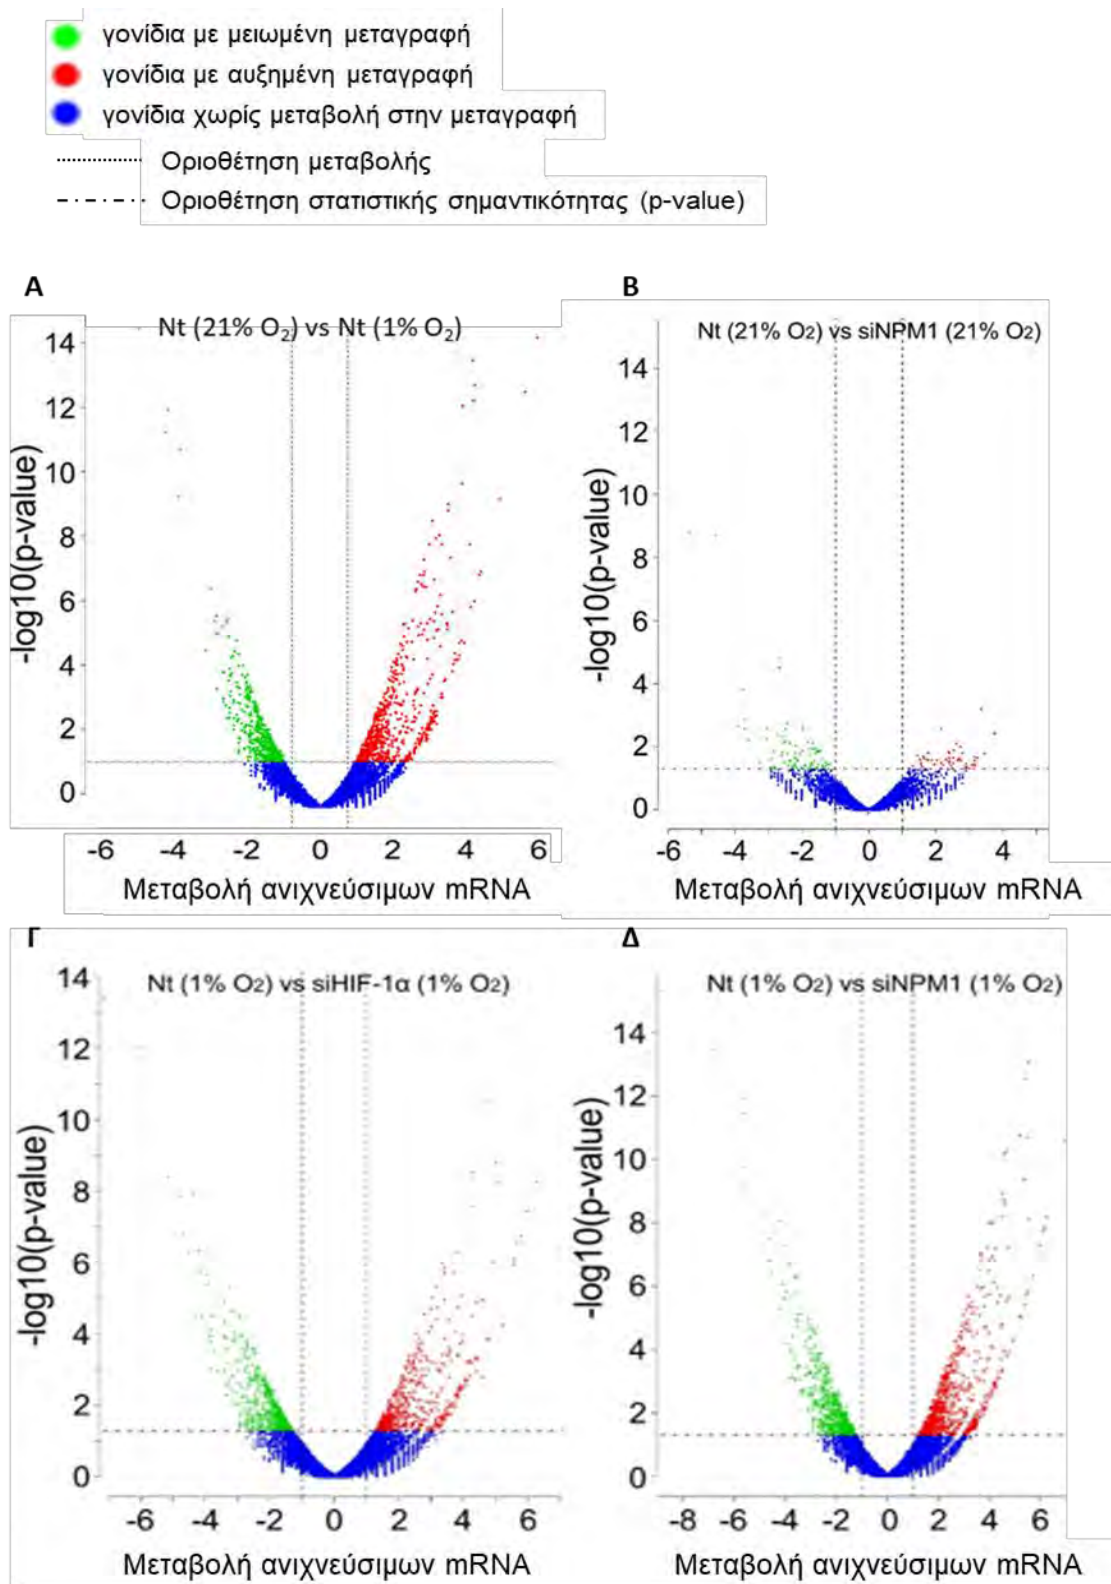 γονίδια με μειωμένη μεταγραφή
γονίδια με αυξημένη μεταγραφή
γονίδια χωρίς μεταβολή στην μεταγραφή
Οριοθέτηση μεταβολής
Οριοθέτηση στατιστικής σημαντικότητας (p-value)
Α
Nt (21% O₂) vs Nt (1% O₂)
-log10(p-value)
14
12
10
8
6
4
2
0
-6 -4 -2 0 2 4 6
Μεταβολή ανιχνεύσιμων mRNA
Β
Nt (21% O₂) vs siNPM1 (21% O₂)
-log10(p-value)
14
12
10
8
6
4
2
0
-6 -4 -2 0 2 4
Μεταβολή ανιχνεύσιμων mRNA
Γ
Nt (1% O₂) vs siHIF-1α (1% O₂)
-log10(p-value)
14
12
10
8
6
4
2
0
-6 -4 -2 0 2 4 6
Μεταβολή ανιχνεύσιμων mRNA
Δ
Nt (1% O₂) vs siNPM1 (1% O₂)
-log10(p-value)
14
12
10
8
6
4
2
0
-8 -6 -4 -2 0 2 4 6
Μεταβολή ανιχνεύσιμων mRNA